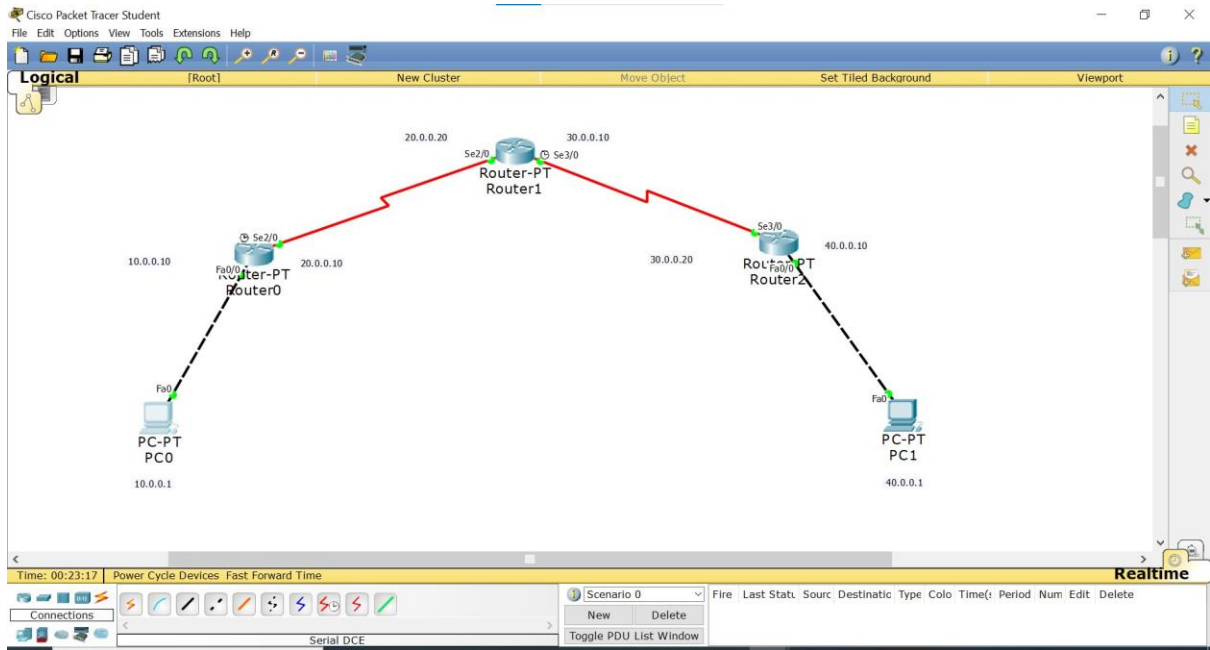 Cisco Packet Tracer Student
File Edit Options View Tools Extensions Help
Logical [Root] New Cluster Move Object Set Tiled Background Viewport
20.0.0.20 30.0.0.10
Se2/0 Se3/0
Router-PT
Router1
Se2/0
10.0.0.10 20.0.0.10
Fa0/0
Router-PT
Router0
Se3/0
40.0.0.10
30.0.0.20
Router-PT
Fa0/0
Router2
Fa0
PC-PT
PC0
10.0.0.1
Fa0
PC-PT
PC1
40.0.0.1
Time: 00:23:17 Power Cycle Devices Fast Forward Time Realtime
Connections
Serial DCE
Scenario 0
New Delete
Toggle PDU List Window
Fire Last Statu Sourc Destinatic Type Colo Time(s Period Num Edit Delete